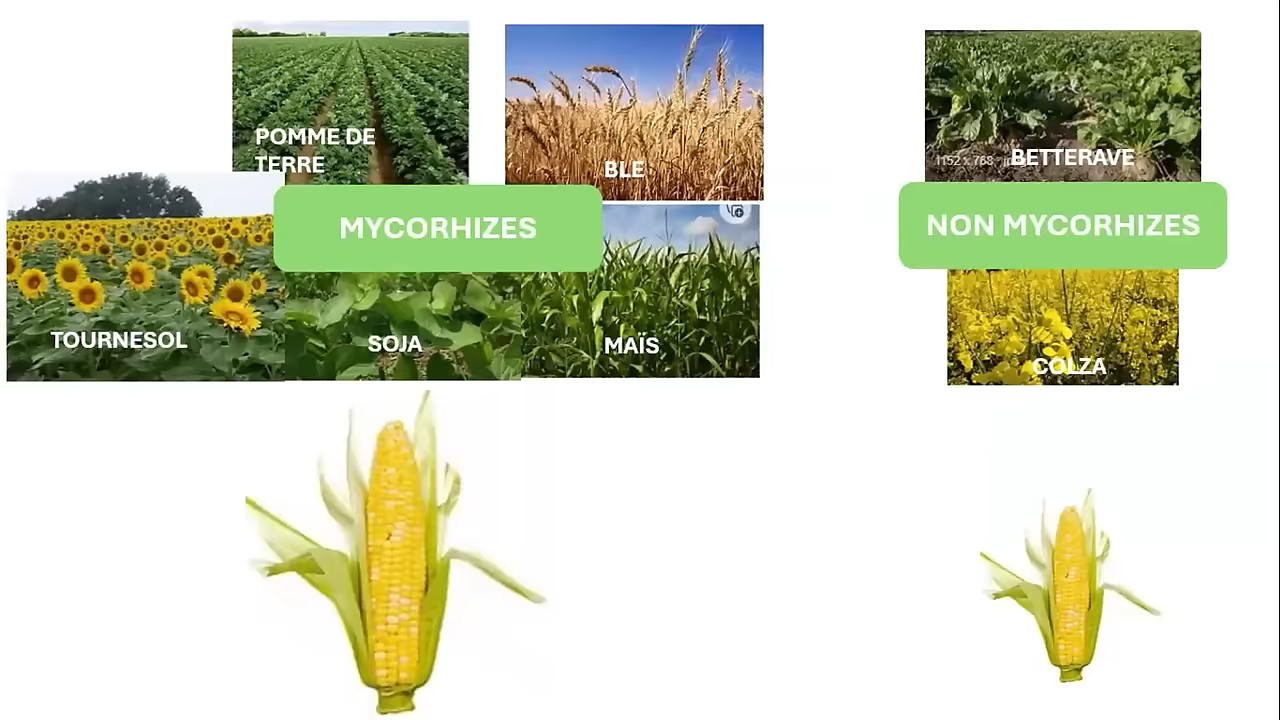 POMME DE
TERRE
BLE
BETTERAVE
MYCORHIZES
NON MYCORHIZES
TOURNESOL
SOJA
MAÏS
COLZA